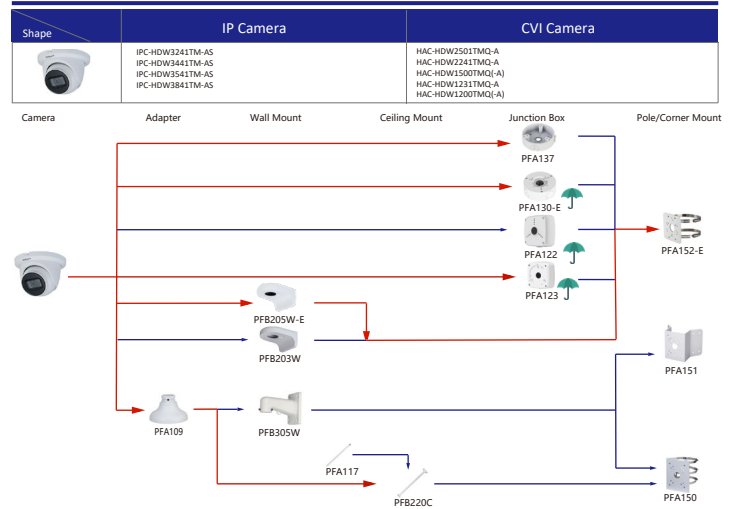 Shape
IP Camera
CVI Camera
IPC-HDW3241TM-AS
IPC-HDW3441TM-AS
IPC-HDW3541TM-AS
IPC-HDW3841TM-AS
HAC-HDW2501TMQ-A
HAC-HDW2241TMQ-A
HAC-HDW1500TMQ(-A)
HAC-HDW1231TMQ-A
HAC-HDW1200TMQ(-A)
Camera Adapter Wall Mount Ceiling Mount Junction Box Pole/Corner Mount
PFA137
PFA130-E
PFA122
PFA152-E
PFA123
PFB205W-E
PFB203W
PFA151
PFA109
PFB305W
PFA117
PFB220C
PFA150